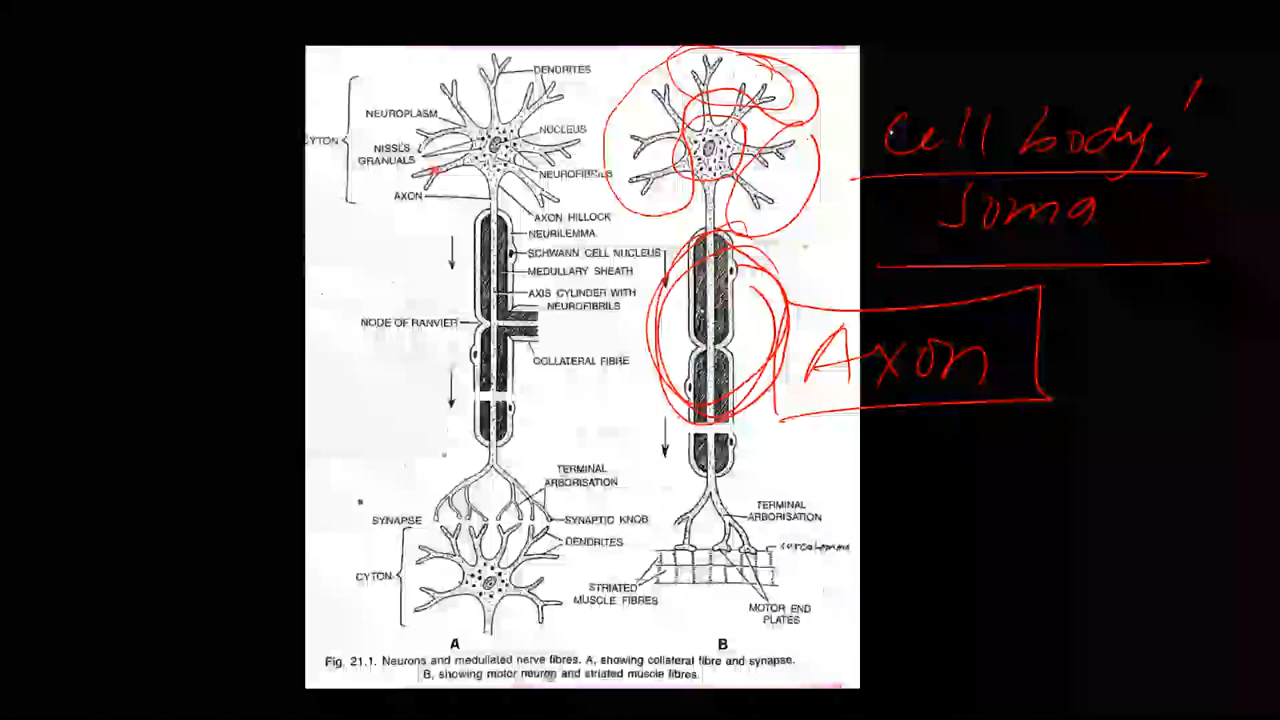 DENDRITES
NEUROPLASM
YTON
NUCLEUS
NISSL'S
GRANUALS
NEUROFIBRILS
AXON
AXON HILLOCK
NEURILEMMA
SCHWANN CELL NUCLEUS
MEDULLARY SHEATH
AXIS CYLINDER WITH
NEUROFIBRILS
NODE OF RANVIER
COLLATERAL FIBRE
TERMINAL
ARBORISATION
SYNAPSE
SYNAPTIC KNOB
DENDRITES
CYTON
A
TERMINAL
ARBORISATION
STRIATED
MUSCLE FIBRES
MOTOR END
PLATES
B
Fig. 21.1. Neurons and medullated nerve fibres. A, showing collateral fibre and synapse.
B, showing motor neuron and striated muscle fibres.
Cell body,
Soma
Axon